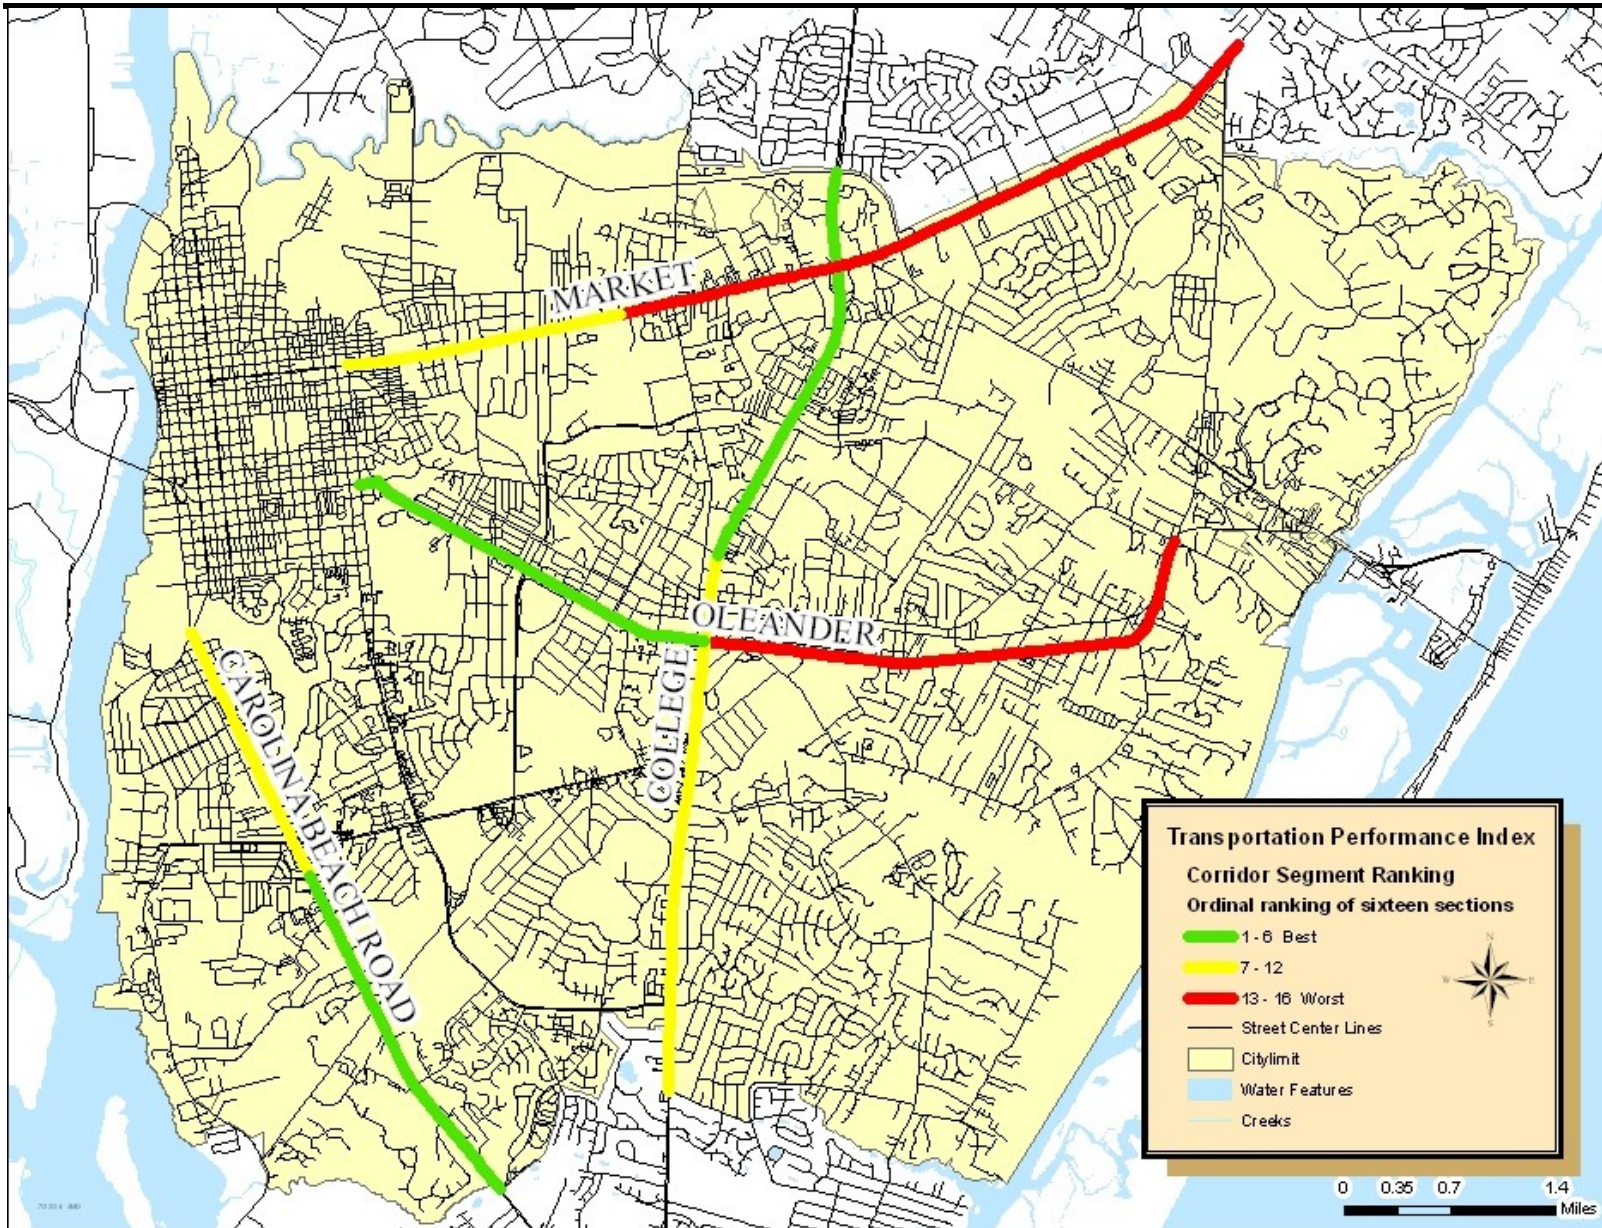 MARKET
OLEANDER
COLLEGE
CAROLINA BEACH ROAD
Transportation Performance Index
Corridor Segment Ranking
Ordinal ranking of sixteen sections
1 - 6 Best
7 - 12
13 - 16 Worst
Street Center Lines
Citylimit
Water Features
Creeks
N
W
E
S
0 0.35 0.7 1.4
Miles